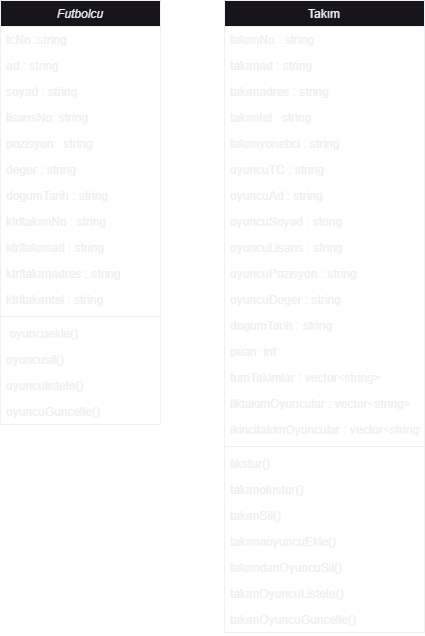 Futbolcu
tcNo :string
ad : string
soyad : string
lisansNo: string
pozisyon : string
deger : string
dogumTarih : string
ktrltakımNo : string
ktrltakımad : string
ktrltakımadres : string
ktrltakımtel : string
oyuncuekle()
oyuncusil()
oyunculistele()
oyuncuGuncelle()
Takım
takımNo : string
takımad : string
takımadres : string
takımtel : string
takımyonetici : string
oyuncuTC : string
oyuncuAd : string
oyuncuSoyad : string
oyuncuLisans : string
oyuncuPozisyon : string
oyuncuDeger : string
dogumTarih : string
puan :int
tumTakimlar : vector<string>
ilktakimOyuncular : vector<string>
ikincitakimOyuncular : vector<string
fikstur()
takımolustur()
takımSil()
takımaoyuncuEkle()
takımdanOyuncuSil()
takımOyuncuListele()
takımOyuncuGuncelle()